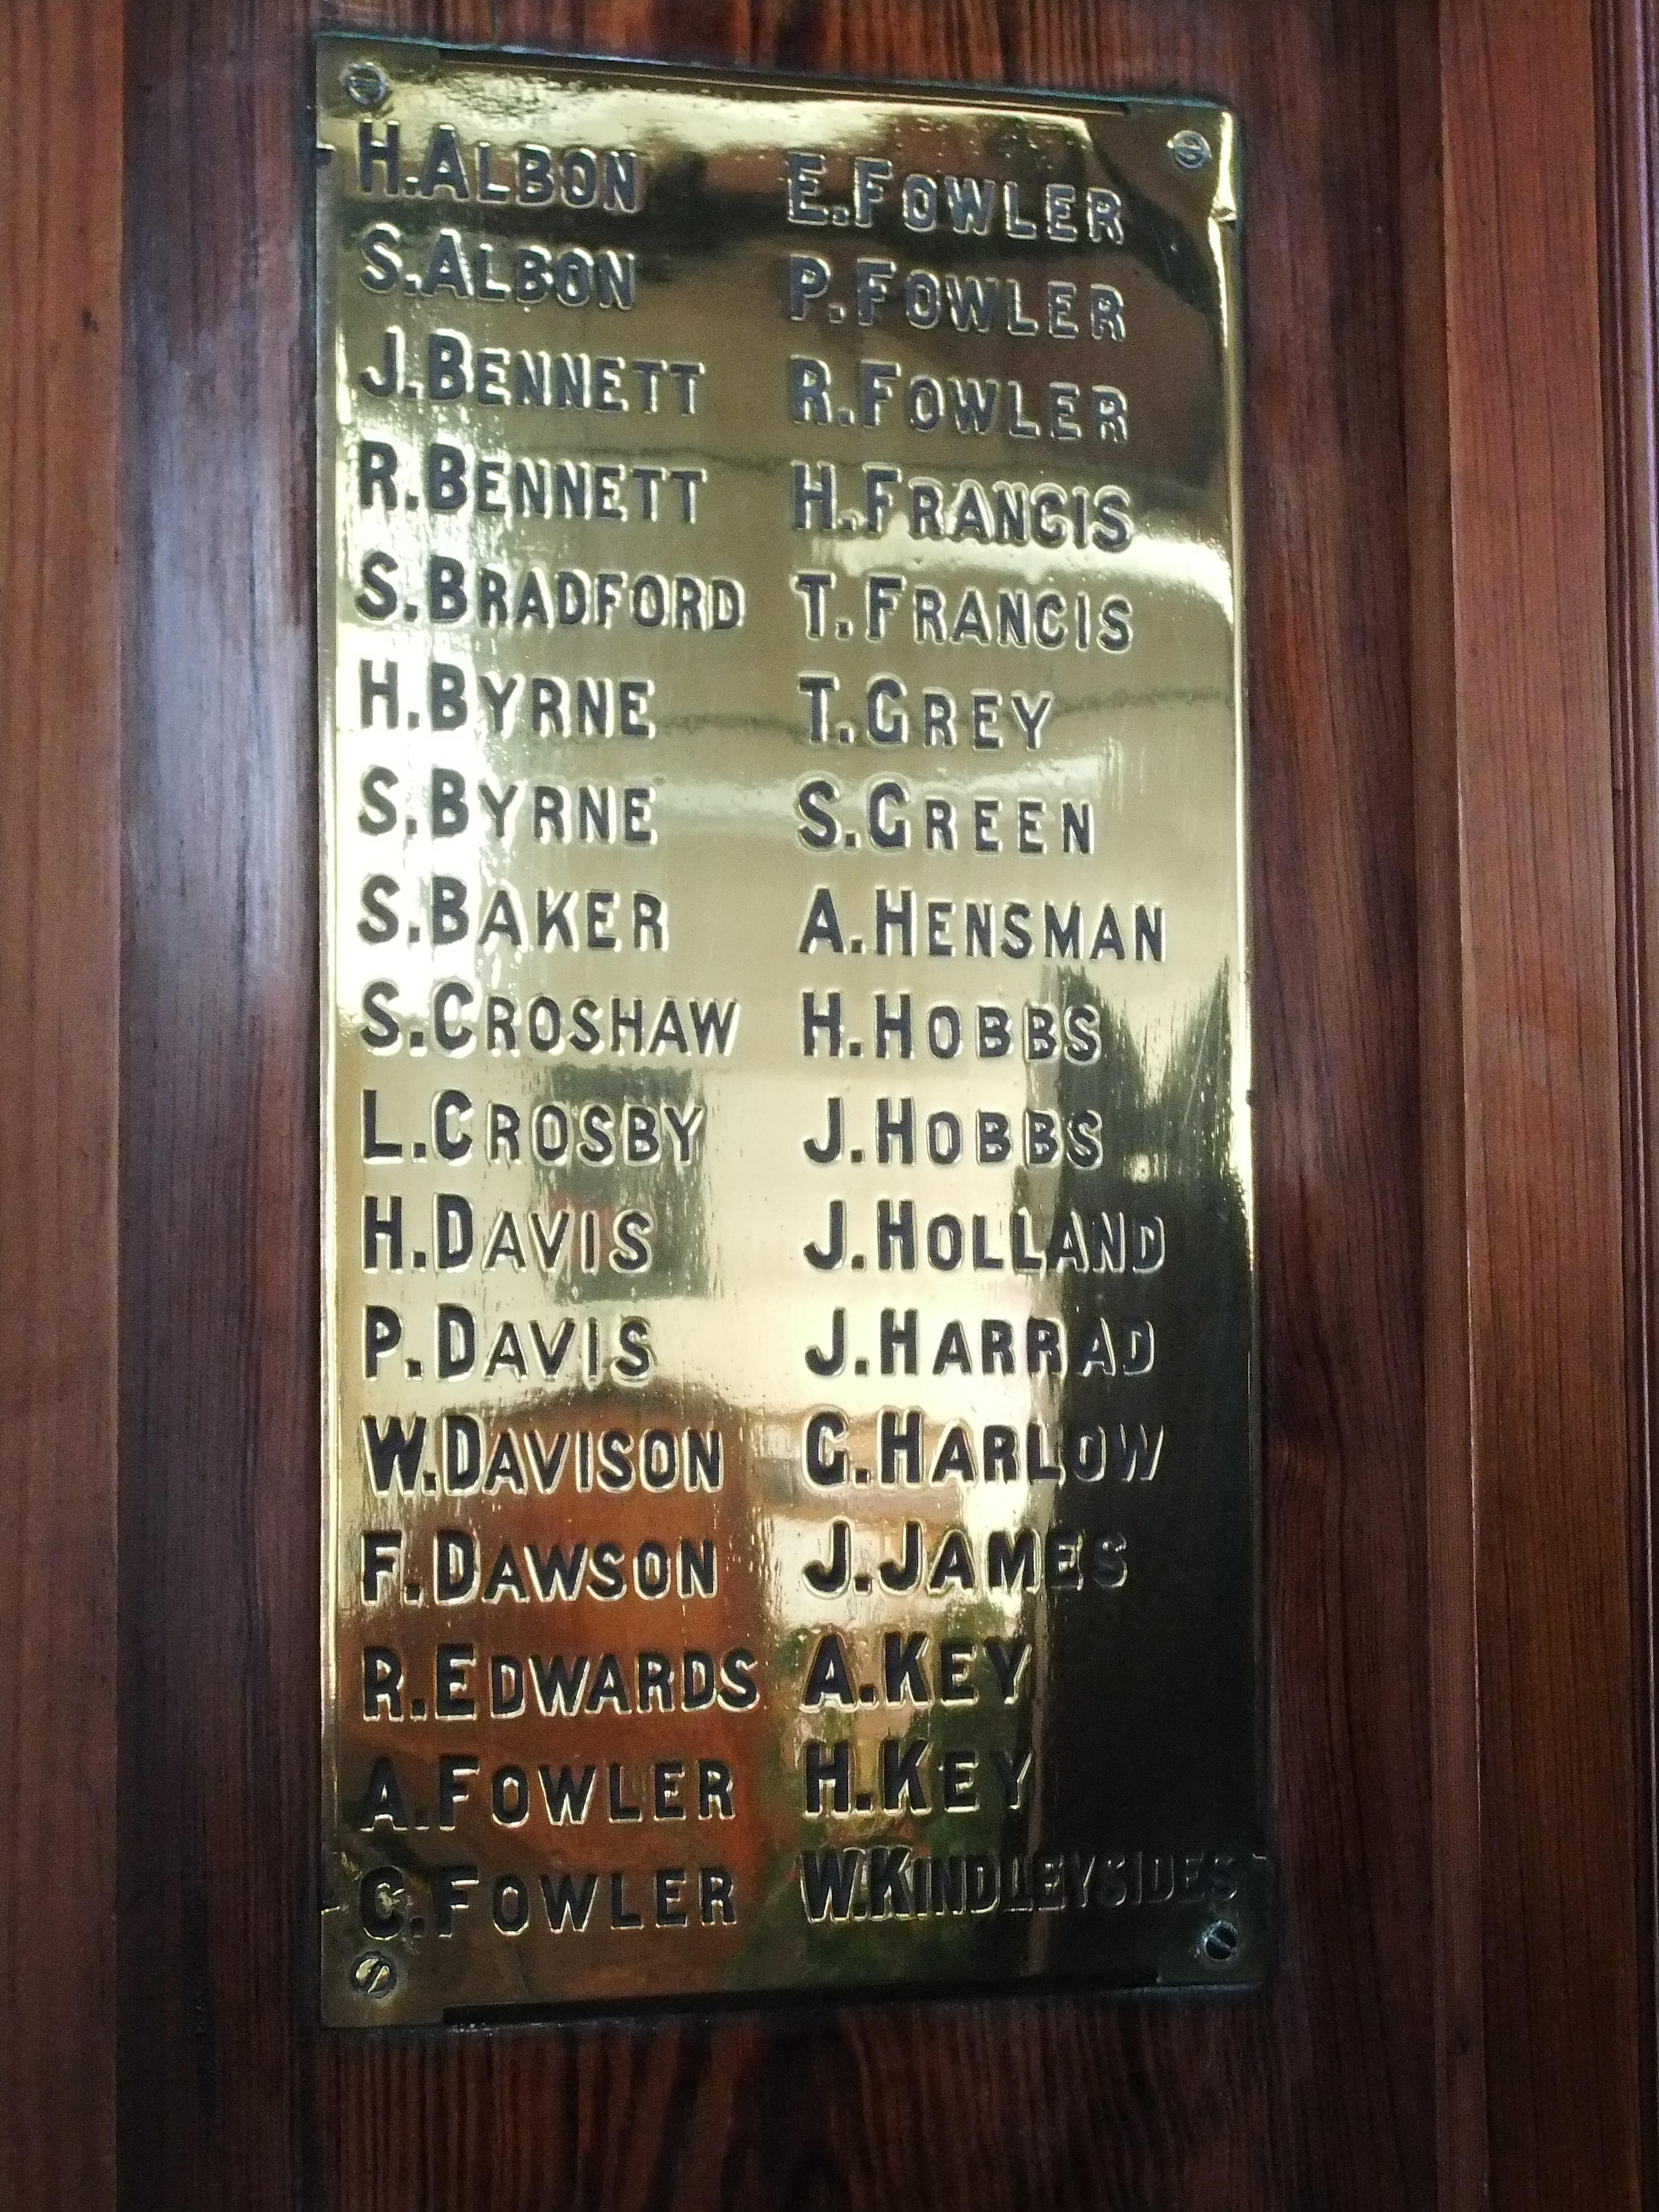 H. ALBON
S. ALBON
J. BENNETT
R. BENNETT
S. BRADFORD
H. BYRNE
S. BYRNE
S. BAKER
S. CROSHAW
L. CROSBY
H. DAVIS
P. DAVIS
W. DAVISON
F. DAWSON
R. EDWARDS
A. FOWLER
C. FOWLER
E. FOWLER
P. FOWLER
R. FOWLER
H. FRANCIS
T. FRANCIS
T. GREY
S. GREEN
A. HENSMAN
H. HOBBS
J. HOBBS
J. HOLLAND
J. HARRAD
G. HARLOW
J. JAMES
A. KEY
H. KEY
W. KINDLEYSIDES